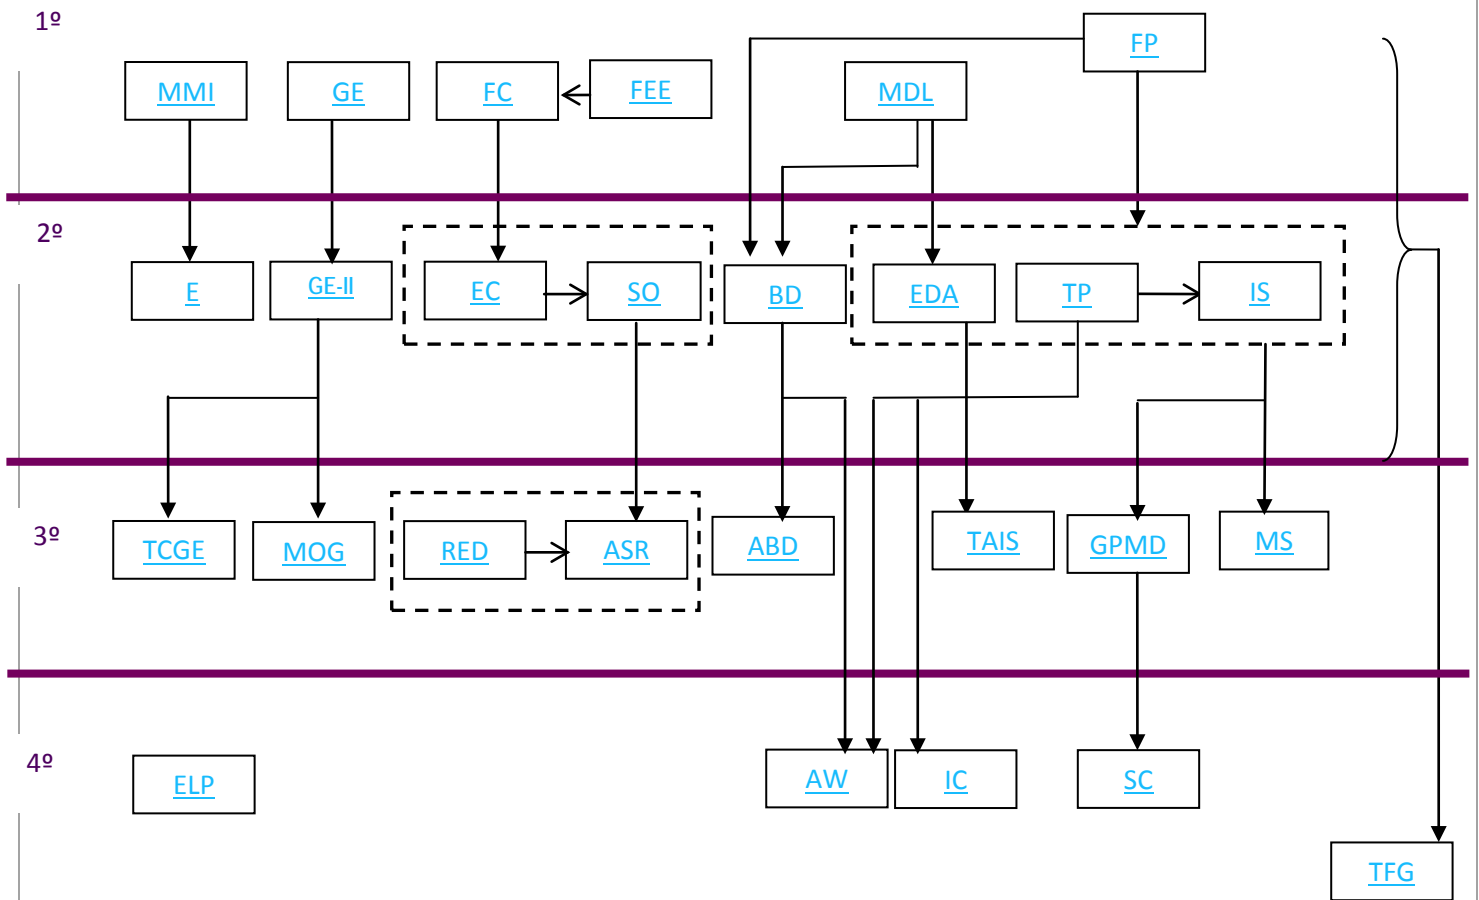 1º
FP
MMI
GE
FC
FEE
MDL
2º
E
GE-II
EC
SO
BD
EDA
TP
IS
3º
TCGE
MOG
RED
ASR
ABD
TAIS
GPMD
MS
4º
ELP
AW
IC
SC
TFG